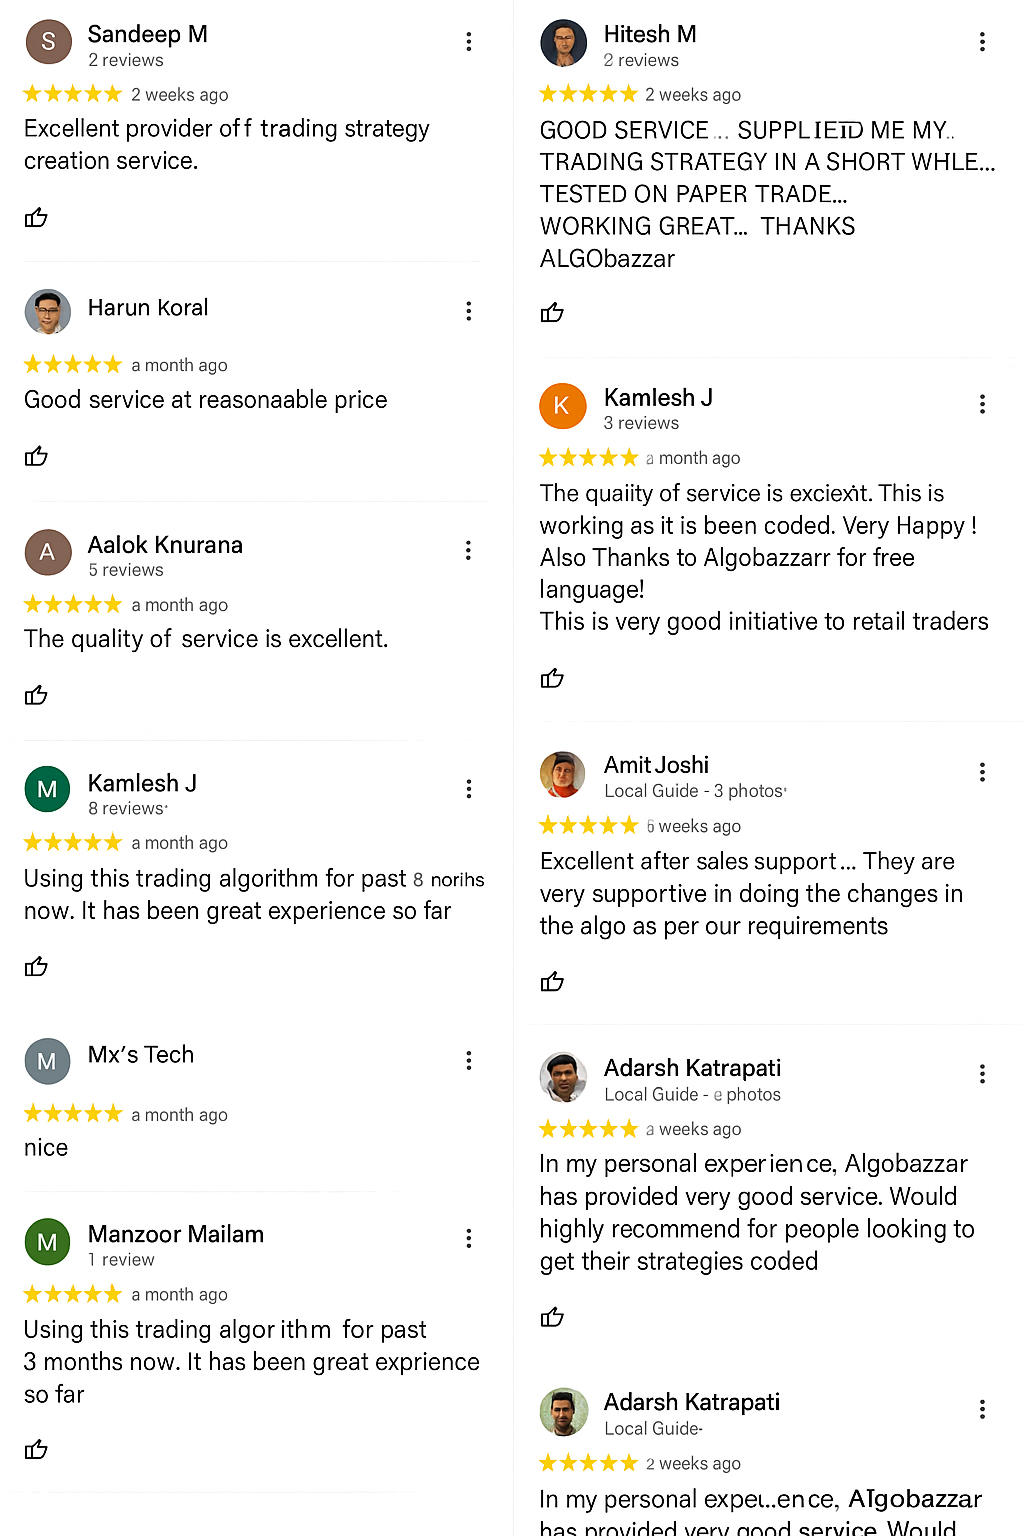 S
Sandeep M
2 reviews
2 weeks ago
Excellent provider off trading strategy
creation service.
Harun Koral
a month ago
Good service at reasonaable price
A
Aalok Knurana
5 reviews
a month ago
The quality of service is excellent.
M
Kamlesh J
8 reviews
a month ago
Using this trading algorithm for past 8 norihs
now. It has been great experience so far
M
Mx's Tech
a month ago
nice
M
Manzoor Mailam
1 review
a month ago
Using this trading algorithm for past
3 months now. It has been great exprience
so far
Hitesh M
2 reviews
2 weeks ago
GOOD SERVICE... ME MY..
TRADING STRATEGY IN A SHORT WHLE...
TESTED ON PAPER TRADE...
WORKING GREAT... THANKS
ALGObazzar
K
Kamlesh J
3 reviews
a month ago
The quaiity of service is This is
working as it is been coded. Very Happy !
Also Thanks to Algobazzarr for free
language!
This is very good initiative to retail traders
Amit Joshi
Local Guide - 3 photos
6 weeks ago
Excellent after sales support... They are
very supportive in doing the changes in
the algo as per our requirements
Adarsh Katrapati
Local Guide - e photos
a weeks ago
In my personal experience, Algobazzar
has provided very good service. Would
highly recommend for people looking to
get their strategies coded
Adarsh Katrapati
Local Guide-
2 weeks ago
In my personal Algobazzar
has provided very good service. Would